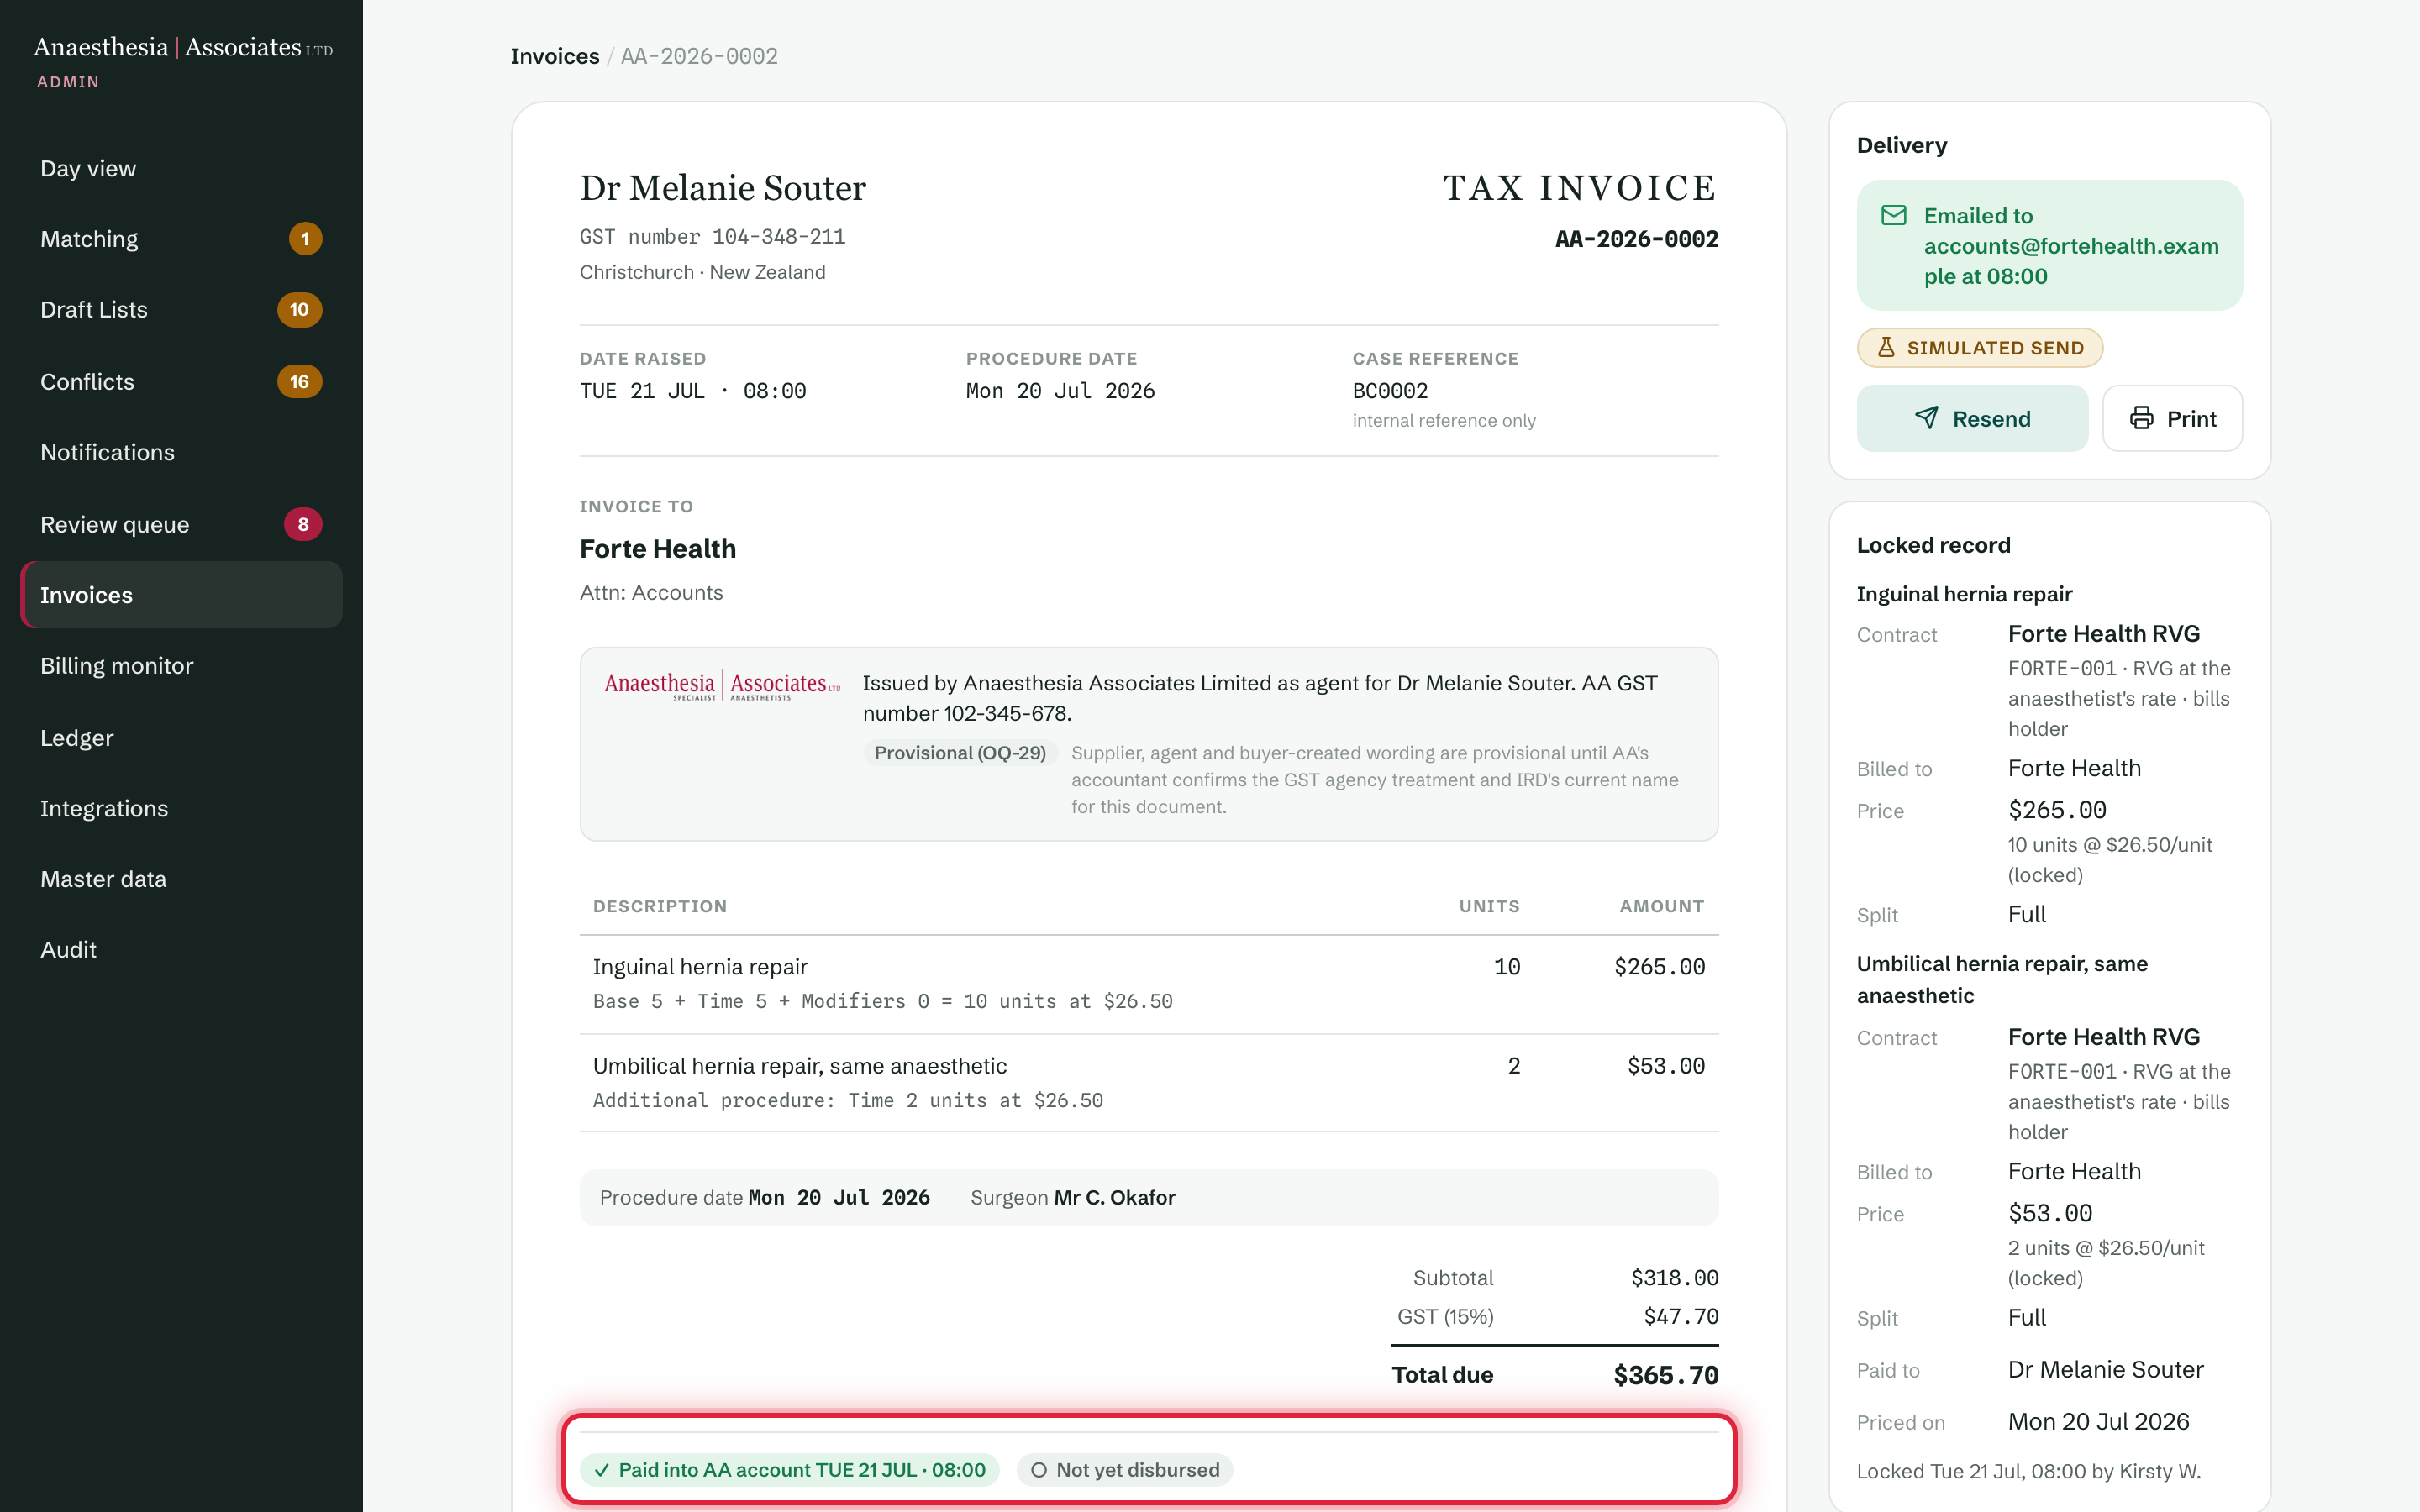 Anaesthesia | Associates LTD
ADMIN
Day view
Matching 1
Draft Lists 10
Conflicts 16
Notifications
Review queue 8
Invoices
Billing monitor
Ledger
Integrations
Master data
Audit
Invoices / AA-2026-0002
Dr Melanie Souter
GST number 104-348-211
Christchurch · New Zealand
TAX INVOICE
AA-2026-0002
DATE RAISED
TUE 21 JUL · 08:00
PROCEDURE DATE
Mon 20 Jul 2026
CASE REFERENCE
BC0002
internal reference only
INVOICE TO
Forte Health
Attn: Accounts
Anaesthesia | Associates LTD
SPECIALIST ANAESTHETISTS
Issued by Anaesthesia Associates Limited as agent for Dr Melanie Souter. AA GST
number 102-345-678.
Provisional (OQ-29)
Supplier, agent and buyer-created wording are provisional until AA's
accountant confirms the GST agency treatment and IRD's current name
for this document.
DESCRIPTION UNITS AMOUNT
Inguinal hernia repair 10 $265.00
Base 5 + Time 5 + Modifiers 0 = 10 units at $26.50
Umbilical hernia repair, same anaesthetic 2 $53.00
Additional procedure: Time 2 units at $26.50
Procedure date Mon 20 Jul 2026 Surgeon Mr C. Okafor
Subtotal $318.00
GST (15%) $47.70
Total due $365.70
Paid into AA account TUE 21 JUL · 08:00 Not yet disbursed
Delivery
Emailed to
accounts@fortehealth.exam
ple at 08:00
SIMULATED SEND
Resend Print
Locked record
Inguinal hernia repair
Contract Forte Health RVG
FORTE-001 · RVG at the
anaesthetist's rate · bills
holder
Billed to Forte Health
Price $265.00
10 units @ $26.50/unit
(locked)
Split Full
Umbilical hernia repair, same
anaesthetic
Contract Forte Health RVG
FORTE-001 · RVG at the
anaesthetist's rate · bills
holder
Billed to Forte Health
Price $53.00
2 units @ $26.50/unit
(locked)
Split Full
Paid to Dr Melanie Souter
Priced on Mon 20 Jul 2026
Locked Tue 21 Jul, 08:00 by Kirsty W.